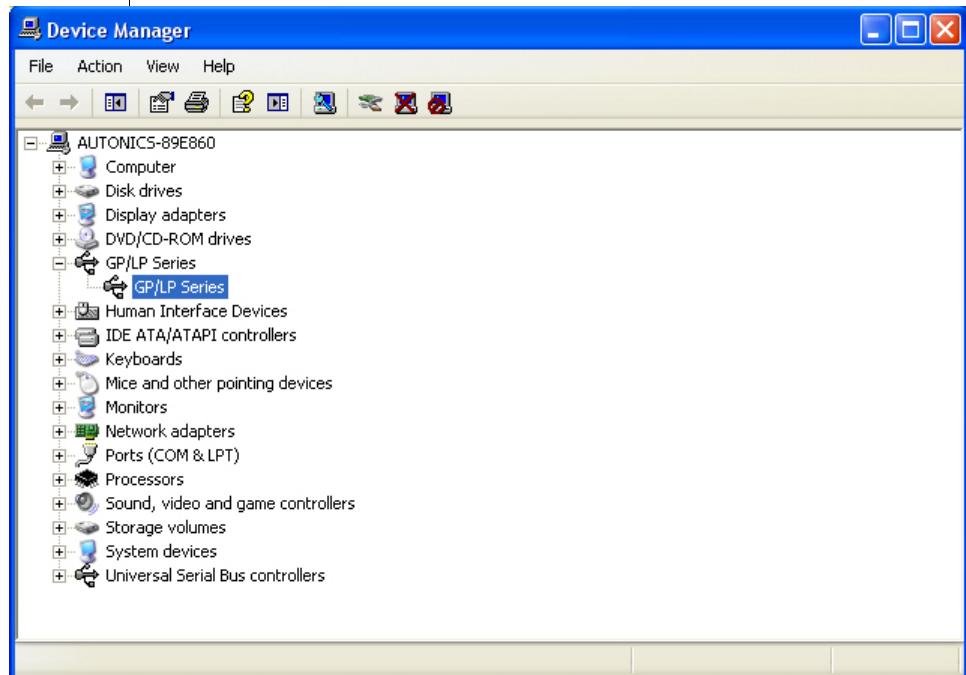 Device Manager
File Action View Help
AUTONICS-89E860
Computer
Disk drives
Display adapters
DVD/CD-ROM drives
GP/LP Series
GP/LP Series
Human Interface Devices
IDE ATA/ATAPI controllers
Keyboards
Mice and other pointing devices
Monitors
Network adapters
Ports (COM & LPT)
Processors
Sound, video and game controllers
Storage volumes
System devices
Universal Serial Bus controllers